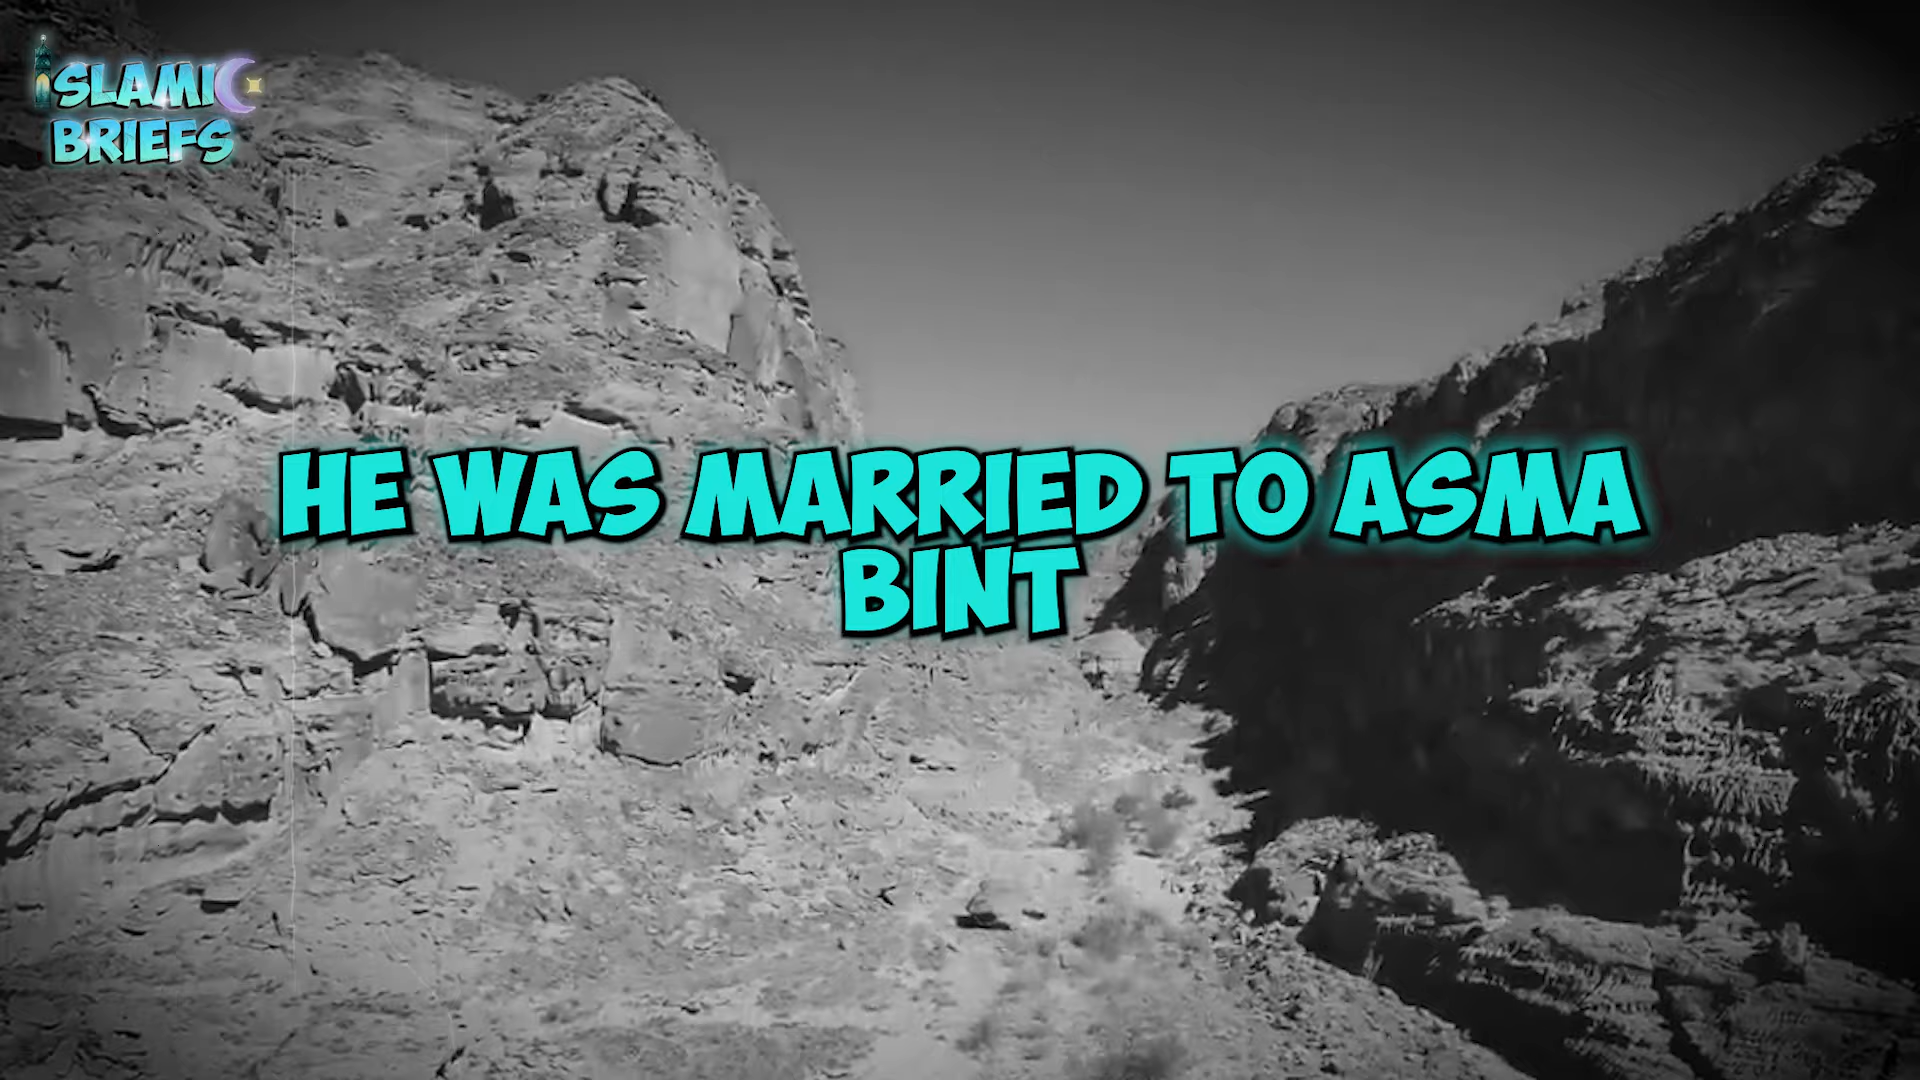 ISLAMIC
BRIEFS
HE WAS MARRIED TO ASMA
BINT